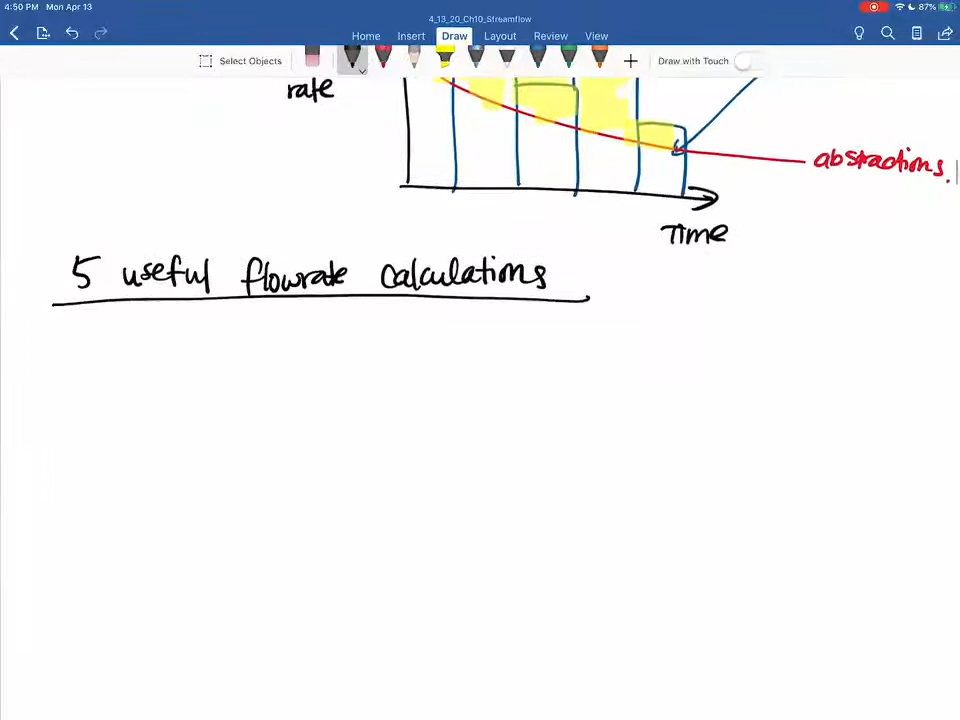 4:50 PM Mon Apr 13
87%
4_13_20_Ch10_Streamflow
Home Insert Draw Layout Review View
Select Objects
Draw with Touch
rate
abstractions.
Time
5 useful flowrate calculations